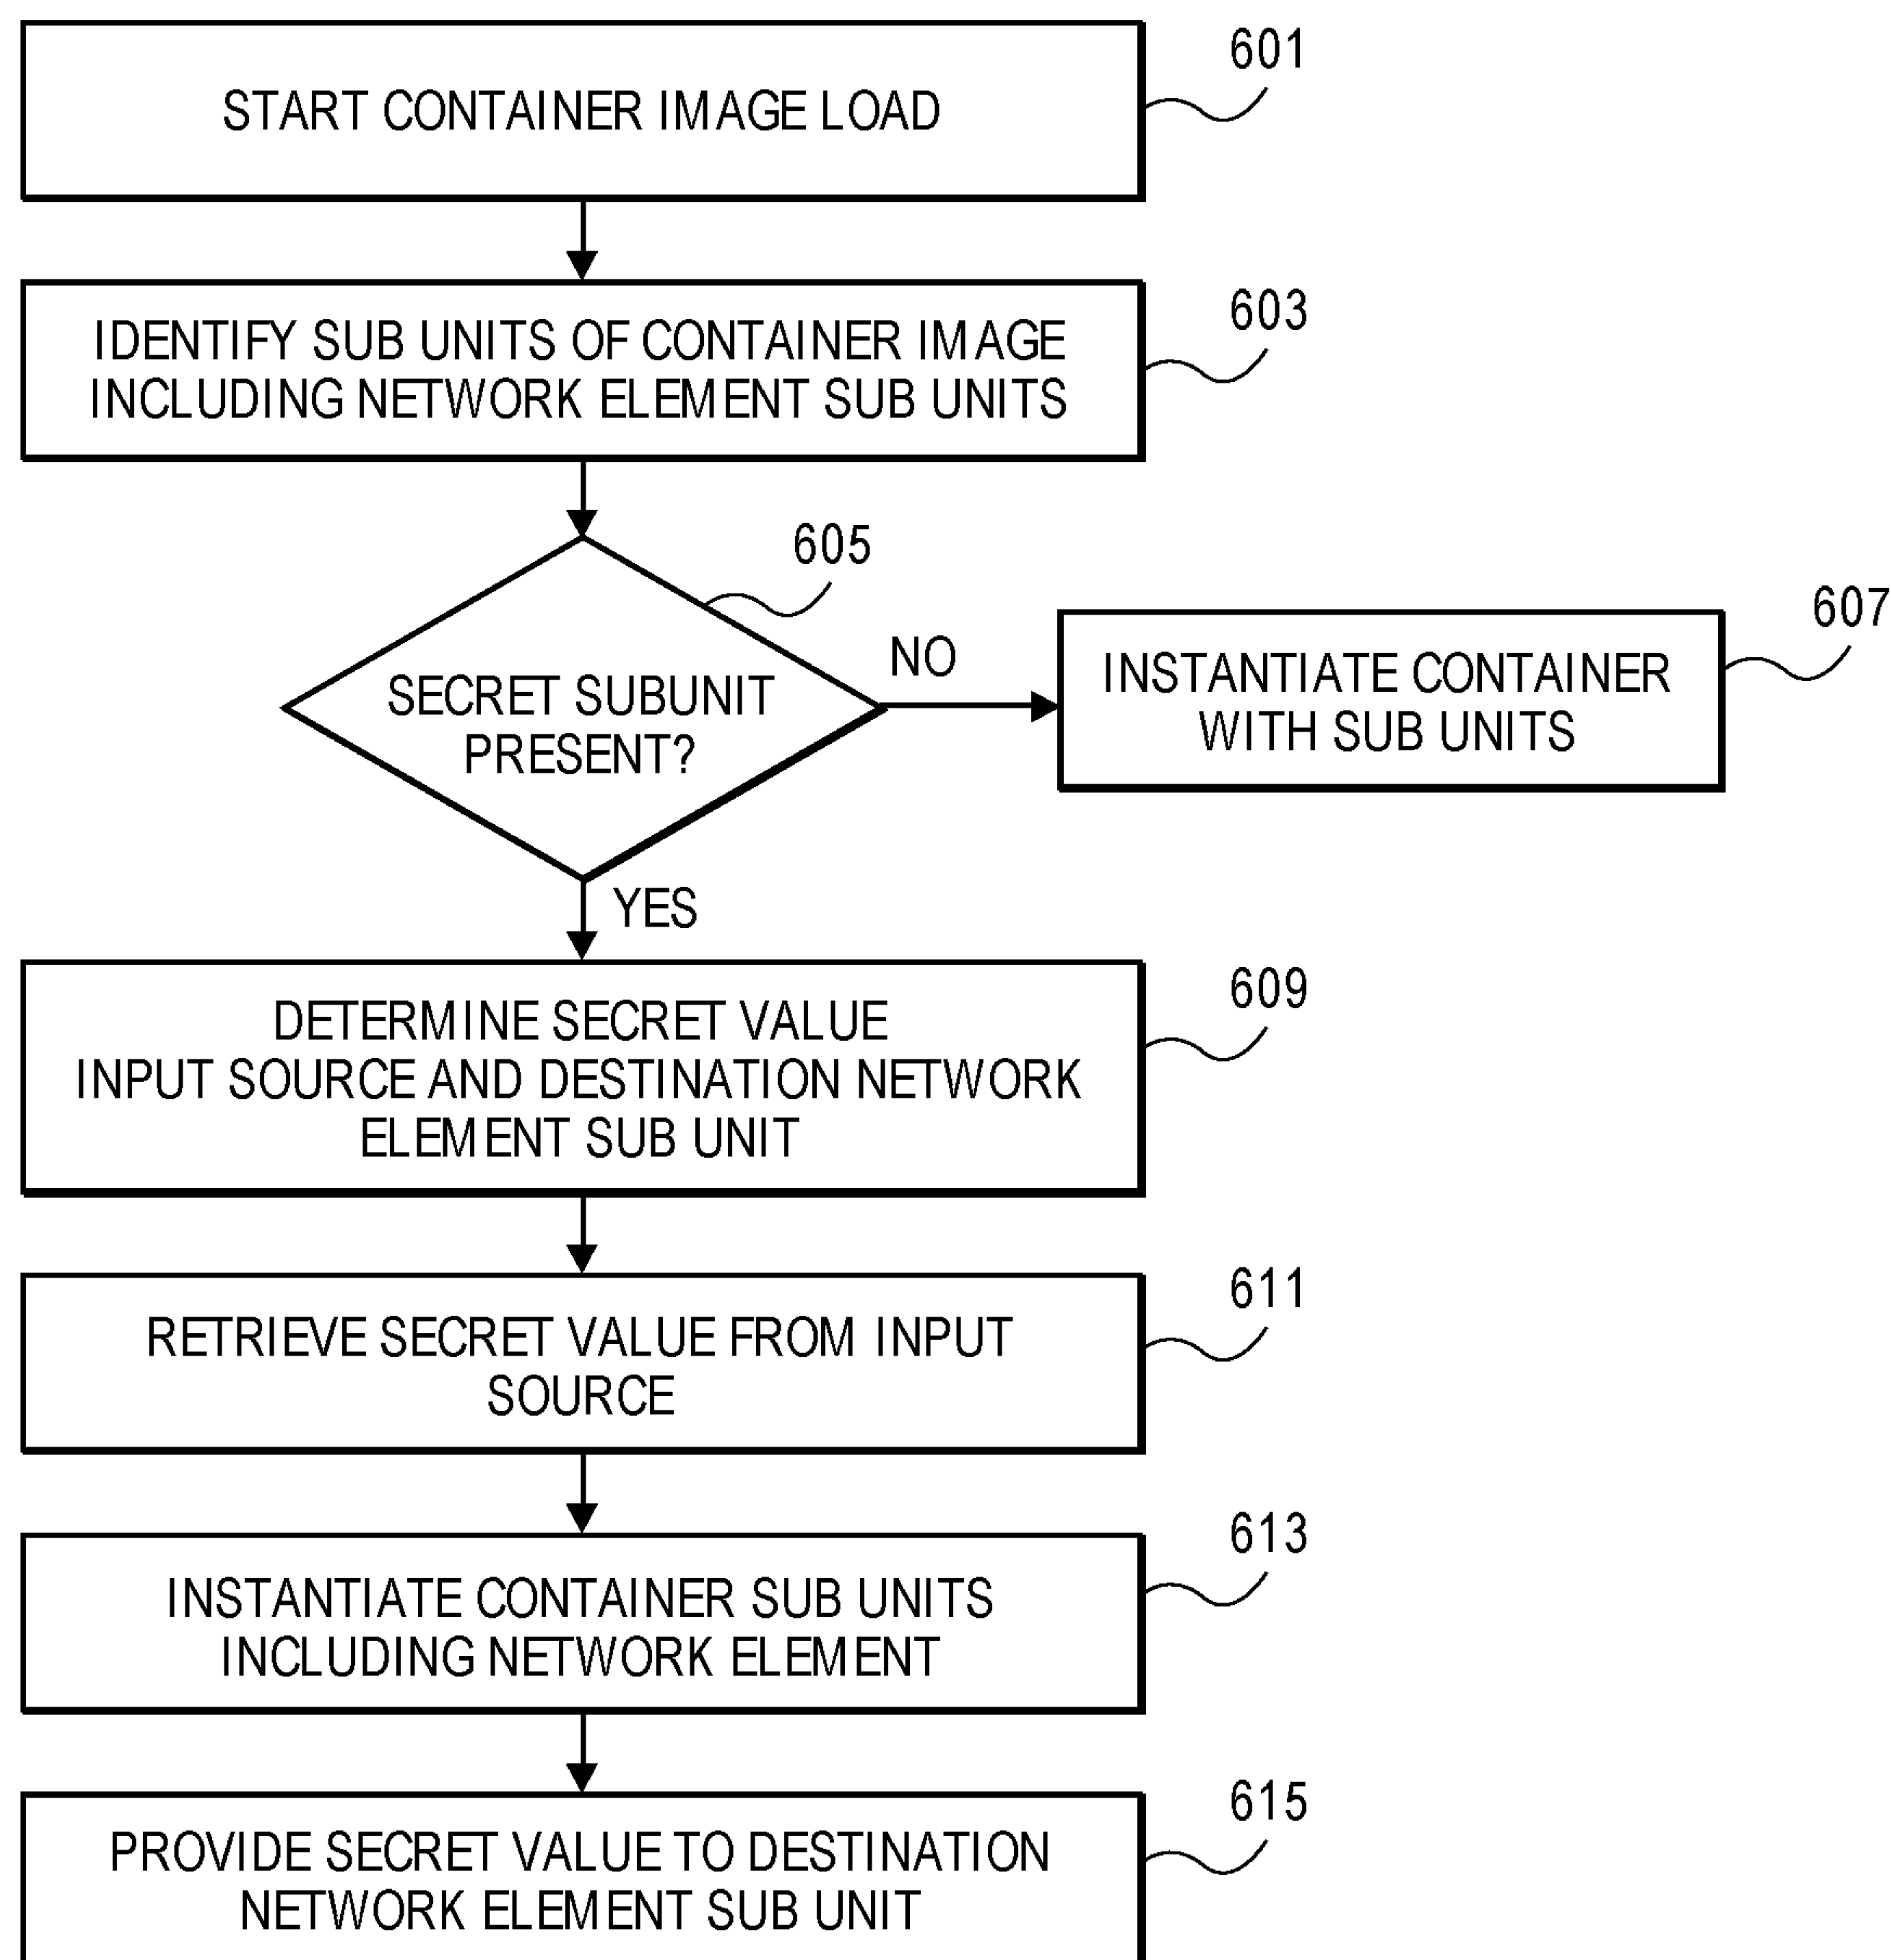 601
START CONTAINER IMAGE LOAD
603
IDENTIFY SUB UNITS OF CONTAINER IMAGE
INCLUDING NETWORK ELEMENT SUB UNITS
605
SECRET SUBUNIT
PRESENT?
NO
607
INSTANTIATE CONTAINER
WITH SUB UNITS
YES
609
DETERMINE SECRET VALUE
INPUT SOURCE AND DESTINATION NETWORK
ELEMENT SUB UNIT
611
RETRIEVE SECRET VALUE FROM INPUT
SOURCE
613
INSTANTIATE CONTAINER SUB UNITS
INCLUDING NETWORK ELEMENT
615
PROVIDE SECRET VALUE TO DESTINATION
NETWORK ELEMENT SUB UNIT